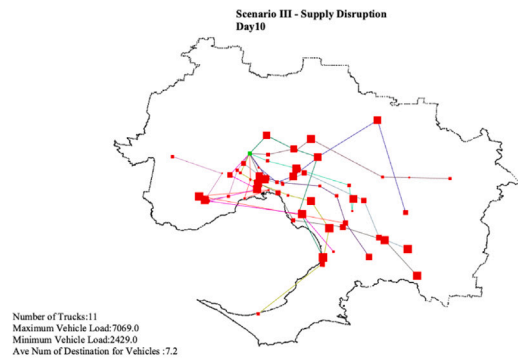 Scenario III - Supply Disruption
Day10
Number of Trucks:11
Maximum Vehicle Load:7069.0
Minimum Vehicle Load:2429.0
Ave Num of Destination for Vehicles :7.2